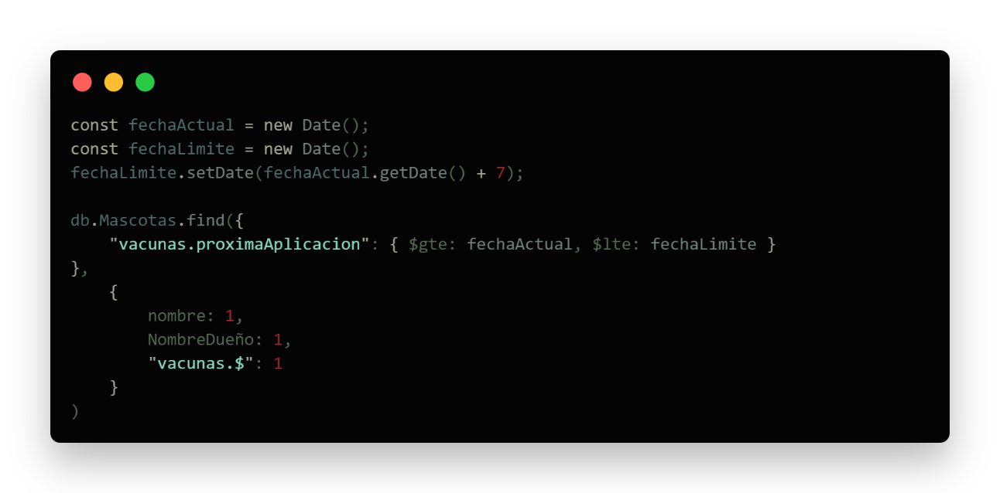 const fechaActual = new Date();
const fechaLimite = new Date();
fechaLimite.setDate(fechaActual.getDate() + 7);

db.Mascotas.find({
    "vacunas.proximaAplicacion": { $gte: fechaActual, $lte: fechaLimite }
},
    {
        nombre: 1,
        NombreDueño: 1,
        "vacunas.$": 1
    }
)